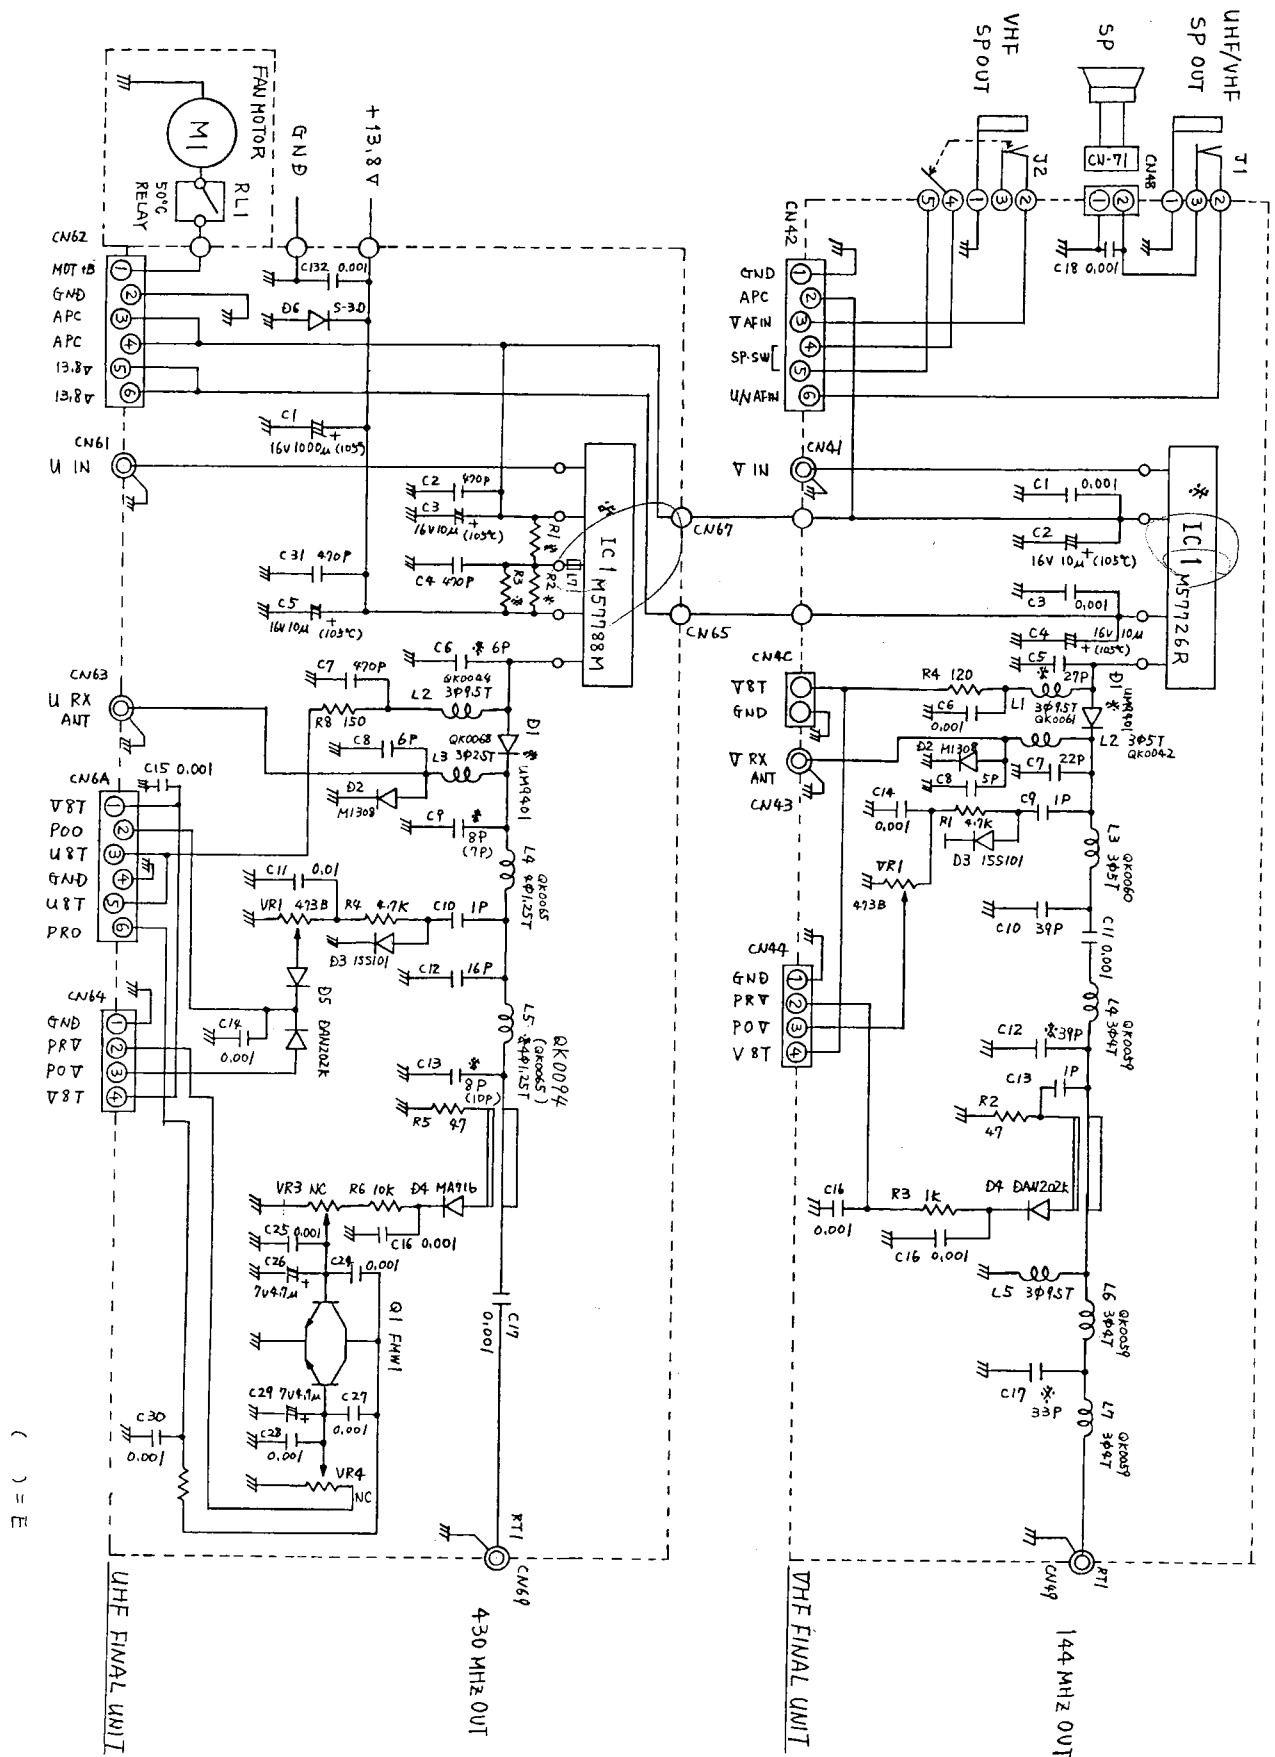 UHF/VHF
SP OUT
SP
VHF
SP OUT
J1
CN48
CN-71
J2
C18 0.001
CN42
GND
APC
VAFIN
SP.SW
U/VAFIN
CN41
V IN
C1
0.001
C2
16V 10μ (105℃)
C3
0.001
C4
16V 10μ
(105℃)
※ IC1 M57726R
CN4C
V8T
GND
V RX
ANT
CN43
R4 120
C5
※ 27P
D1 ※
UM9401
C6
0.001
L1
3Φ9.5T
QK0061
L2 3Φ5T
QK0042
D2 MI308
C7 22P
C8 5P
C14
0.001
R1 4.7K
C9 1P
D3 1SS101
VR1
473B
L3 3Φ5T
QK0060
C10 39P
C11 0.001
L4 3Φ4T
QK0059
C12 ※39P
C13 1P
R2
47
CN44
GND
PRV
POV
V8T
C16
0.001
R3 1K
D4 DAN202K
C16 0.001
L5 3Φ9.5T
L6 3Φ4T
QK0059
C17 ※
33P
L7 3Φ4T
QK0059
RT1
CN49
144 MHz OUT
VHF FINAL UNIT
FAN MOTOR
M1
RL1
50℃
RELAY
GND
+13.8V
CN62
MOT +B
GND
APC
APC
13.8V
13.8V
C132 0.001
D6 S-3.0
C1
16V 1000μ (105℃)
CN61
U IN
C2 470P
C3
16V10μ (105℃)
C4 470P
R1 ※
R2 ※
R3 ※
L7
※ IC1 M57788M
CN67
CN65
C31 470P
C5
16V10μ (105℃)
C6 ※ 6P
QK0044
C7 470P
L2 3Φ9.5T
R8 150
CN63
U RX
ANT
C8 6P
QK0068
L3 3Φ2.5T
D1 ※
UM9401
D2
MI308
C9 ※
8P
(7P)
L4 4Φ1.25T
QK0065
CN6A
C15 0.001
V8T
POO
U8T
GND
U8T
PRO
C11 0.01
VR1 473B
R4 4.7K
C10 1P
D3 1SS101
C12 16P
D5 DAN202K
C14
0.001
CN64
GND
PRV
POV
V8T
L5 ※4Φ1.25T
(QK0065)
QK0094
C13 ※
8P
(10P)
R5 47
VR3 NC
R6 10K
D4 MA716
C16 0.001
C25 0.001
C26
7V4.7μ
C24 0.001
Q1 FMW1
C17
0.001
C29 7V4.7μ
C27
0.001
C28
0.001
VR4
NC
C30
0.001
RT1
CN69
430 MHz OUT
UHF FINAL UNIT
( ) = E